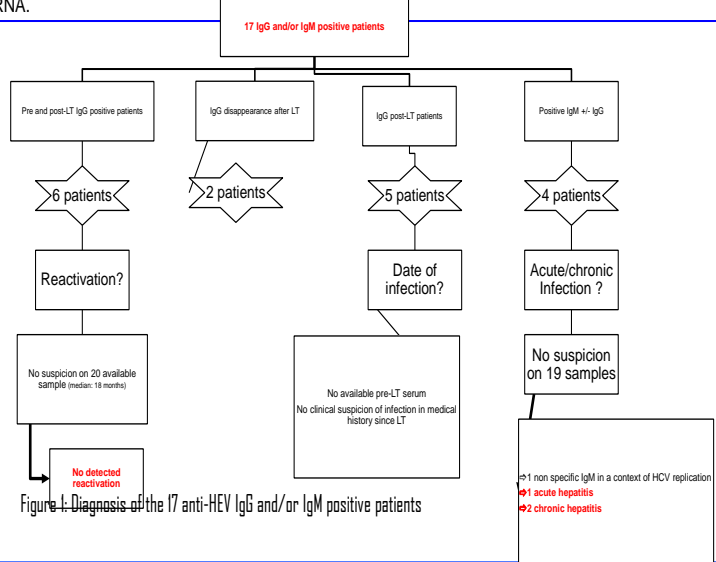 RNA.
17 IgG and/or IgM positive patients
Pre and post-LT IgG positive patients
IgG disappearance after LT
IgG post-LT patients
Positive IgM +/- IgG
6 patients
2 patients
5 patients
4 patients
Reactivation?
Date of
infection?
Acute/chronic
Infection ?
No suspicion on 20 available
sample (median: 18 months)
No available pre-LT serum
No clinical suspicion of infection in medical
history since LT
No suspicion
on 19 samples
No detected
reactivation
⇨1 non specific IgM in a context of HCV replication
⇨1 acute hepatitis
⇨2 chronic hepatitis
Figure 1: Diagnosis of the 17 anti-HEV IgG and/or IgM positive patients